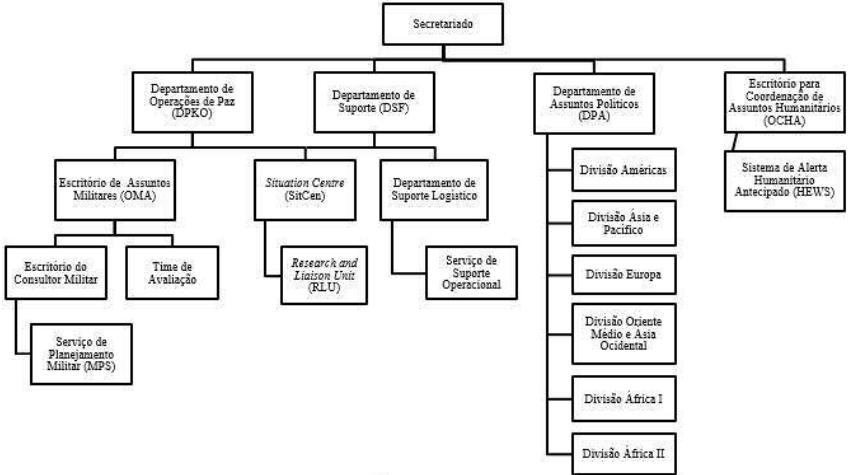 Secretariado
Departamento de
Operações de Paz
(DPKO)
Departamento de
Suporte (DSF)
Departamento de
Assuntos Políticos
(DPA)
Escritório para
Coordenação de
Assuntos Humanitários
(OCHA)
Escritório de Assuntos
Militares (OMA)
Situation Centre
(SitCen)
Departamento de
Suporte Logístico
Divisão Américas
Sistema de Alerta
Humanitário
Antecipado (HEWS)
Divisão Ásia e
Pacífico
Escritório do
Consultor Militar
Time de
Avaliação
Research and
Liaison Unit
(RLU)
Serviço de
Suporte
Operacional
Divisão Europa
Divisão Oriente
Médio e Ásia
Ocidental
Serviço de
Planejamento
Militar (MPS)
Divisão África I
Divisão África II